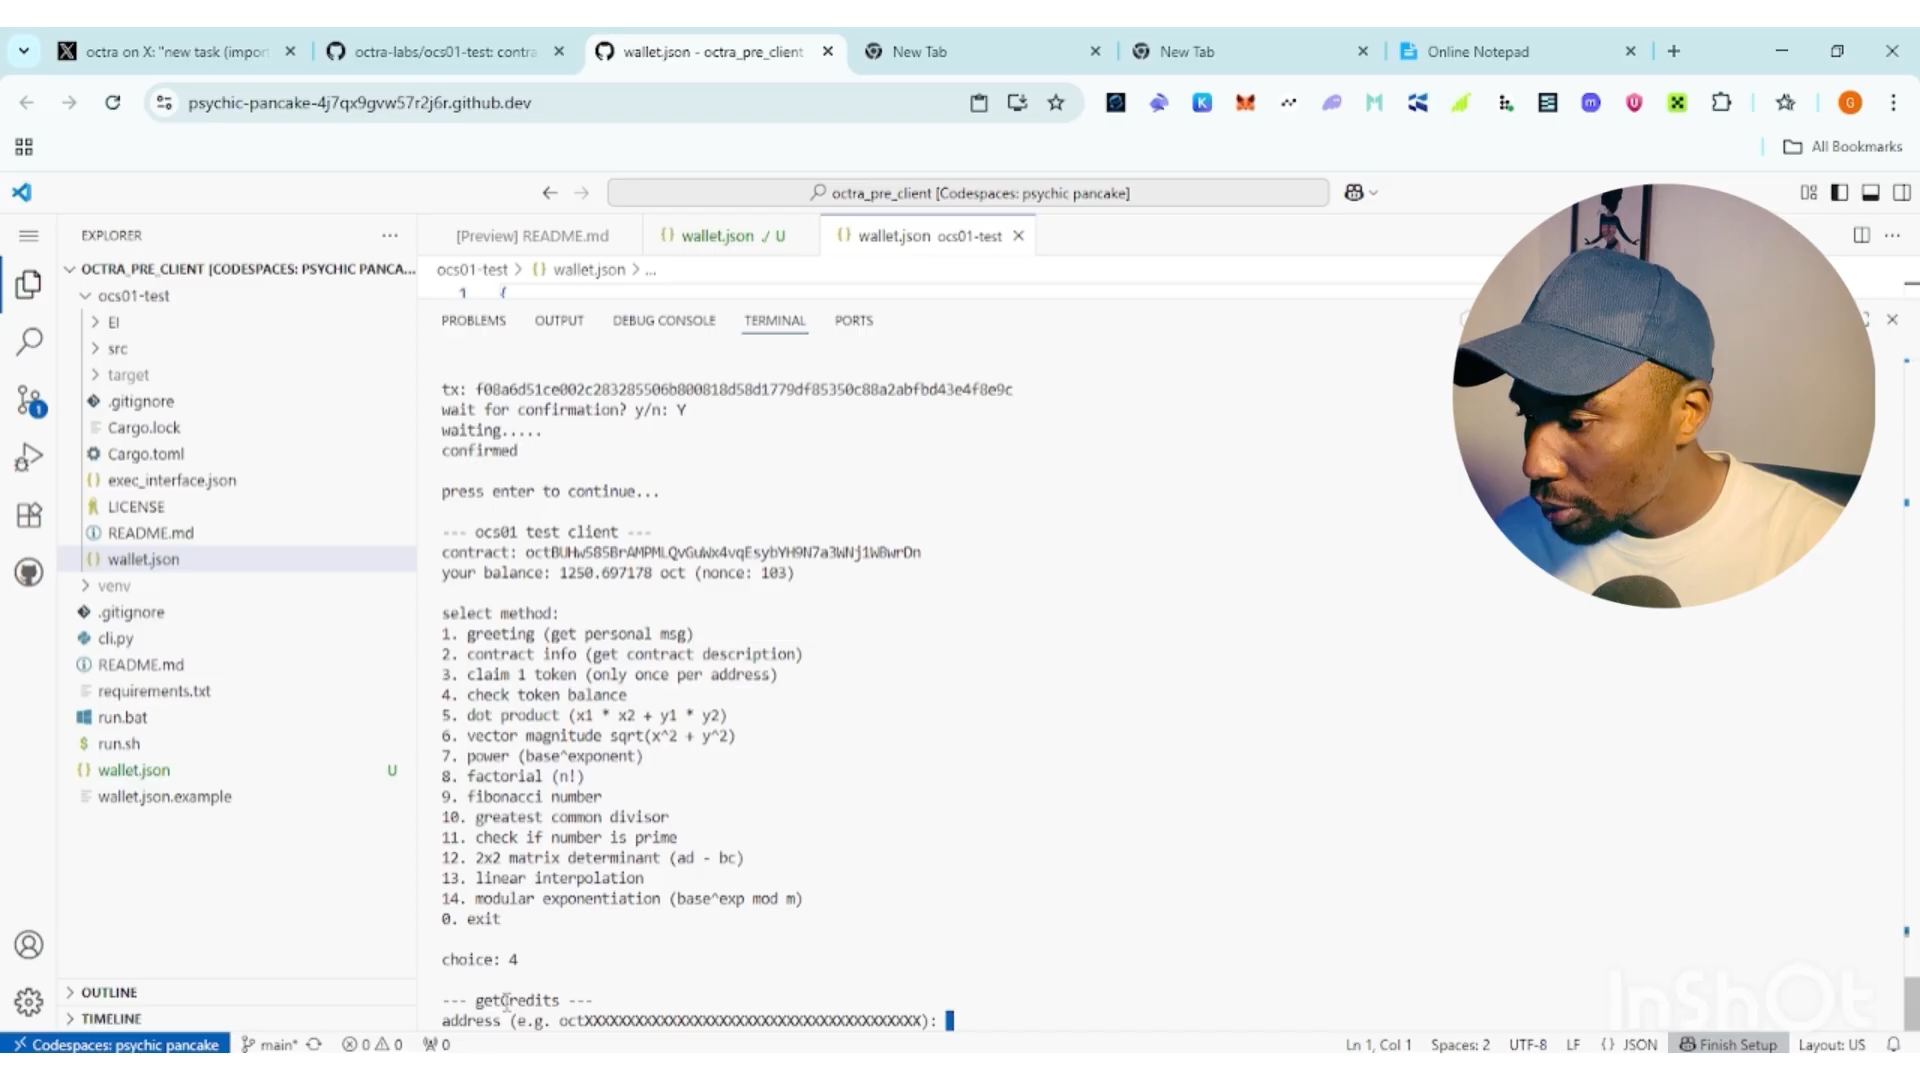 octra on X: "new task (impor
octra-labs/ocs01-test: contra
wallet.json - octra_pre_client
New Tab
New Tab
Online Notepad
psychic-pancake-4j7qx9gvw57r2j6r.github.dev
All Bookmarks
octra_pre_client [Codespaces: psychic pancake]
EXPLORER
[Preview] README.md
wallet.json ./ U
wallet.json ocs01-test
OCTRA_PRE_CLIENT [CODESPACES: PSYCHIC PANCA...
ocs01-test > {} wallet.json > ...
1 {
ocs01-test
EI
src
target
.gitignore
Cargo.lock
Cargo.toml
exec_interface.json
LICENSE
README.md
wallet.json
venv
.gitignore
cli.py
README.md
requirements.txt
run.bat
run.sh
wallet.json U
wallet.json.example
OUTLINE
TIMELINE
PROBLEMS
OUTPUT
DEBUG CONSOLE
TERMINAL
PORTS
tx: f08a6d51ce002c283285506b800818d58d1779df85350c88a2abfbd43e4f8e9c
wait for confirmation? y/n: Y
waiting.....
confirmed
press enter to continue...
--- ocs01 test client ---
contract: octBUHw585BrAMPMLQvGuWx4vqEsybYH9N7a3WNj1WBwrDn
your balance: 1250.697178 oct (nonce: 103)
select method:
1. greeting (get personal msg)
2. contract info (get contract description)
3. claim 1 token (only once per address)
4. check token balance
5. dot product (x1 * x2 + y1 * y2)
6. vector magnitude sqrt(x^2 + y^2)
7. power (base^exponent)
8. factorial (n!)
9. fibonacci number
10. greatest common divisor
11. check if number is prime
12. 2x2 matrix determinant (ad - bc)
13. linear interpolation
14. modular exponentiation (base^exp mod m)
0. exit
choice: 4
--- getCredits ---
address (e.g. octXXXXXXXXXXXXXXXXXXXXXXXXXXXXXXXXXXXXXXXX):
InShOt
Codespaces: psychic pancake
main*
0 0
0
Ln 1, Col 1
Spaces: 2
UTF-8
LF
{} JSON
Finish Setup
Layout: US